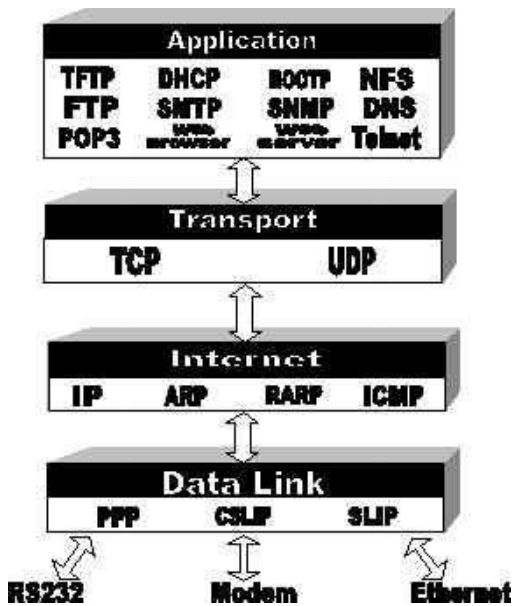 Application
TFTP DHCP BOOTP NFS
FTP SMTP SNMP DNS
POP3 Web browser Web server Telnet
Transport
TCP UDP
Internet
IP ARP RARP ICMP
Data Link
PPP CSLIP SLIP
RS232 Modem Ethernet